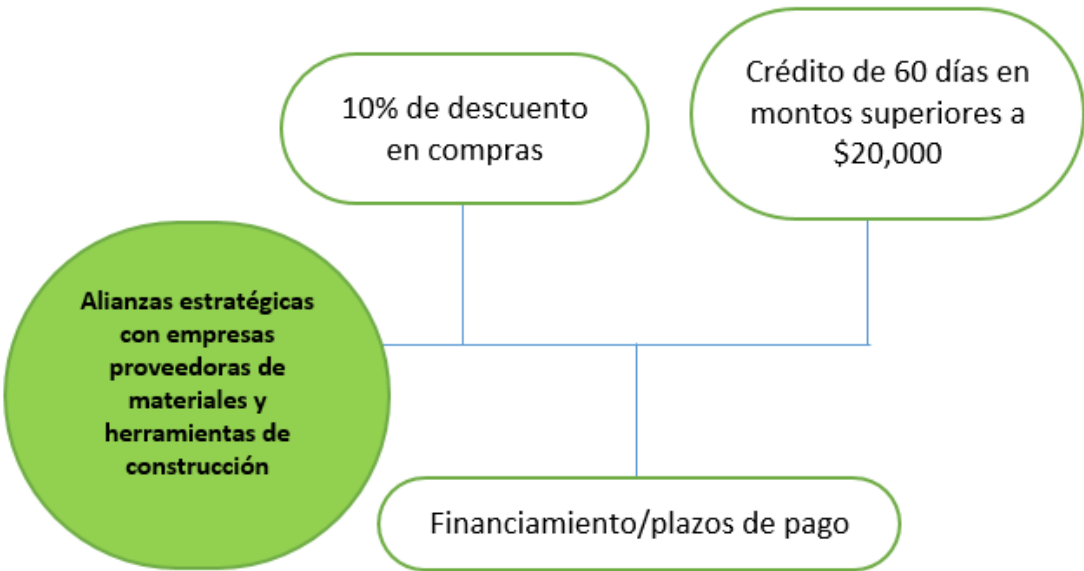 10% de descuento
en compras
Crédito de 60 días en
montos superiores a
$20,000
Alianzas estratégicas
con empresas
proveedoras de
materiales y
herramientas de
construcción
Financiamiento/plazos de pago